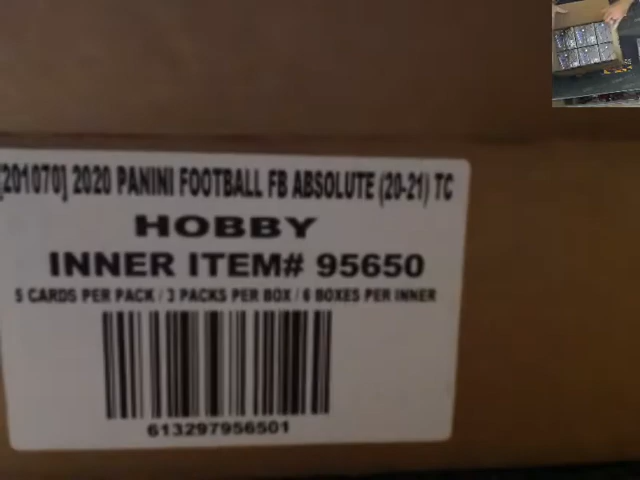 [201070] 2020 PANINI FOOTBALL FB ABSOLUTE (20-21) TC
HOBBY
INNER ITEM# 95650
5 CARDS PER PACK / 3 PACKS PER BOX / 6 BOXES PER INNER
613297956501